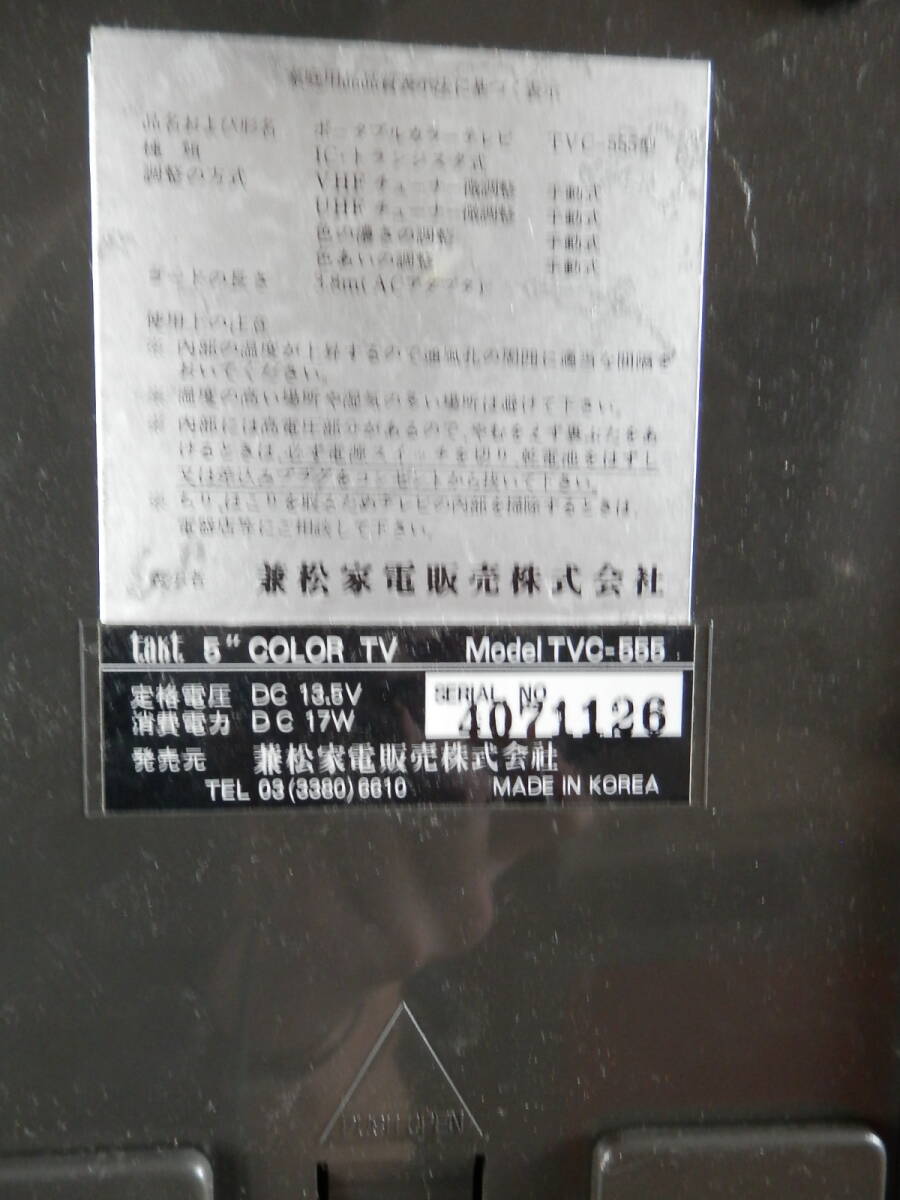 家庭用品品質表示法に基づく表示
品名および形名 ポータブルカラーテレビ TVC-555型
種類 IC・トランジスタ式
調整の方式 VHFチューナー微調整 手動式
UHFチューナー微調整 手動式
色の濃さの調整 手動式
色あいの調整 手動式
コードの長さ 1.8m(ACアダプタ)
使用上の注意
※ 内部の温度が上昇するので通気孔の周囲に適当な間隔を
おいてください。
※ 温度の高い場所や湿気の多い場所は避けて下さい。
※ 内部には高電圧部分があるので、やむをえず裏ぶたをあ
けるときは、必ず電源スイッチを切り、乾電池をはずし
又は差込みプラグをコンセントから抜いて下さい。
※ ちり、ほこりを取るためテレビの内部を掃除するときは、
電器店等にご相談して下さい。
兼松家電販売株式会社
takt 5" COLOR TV Model TVC-555
定格電圧 DC 13.5V SERIAL NO
消費電力 DC 17W 4071126
発売元 兼松家電販売株式会社
TEL 03(3380)6610 MADE IN KOREA
PUSH OPEN